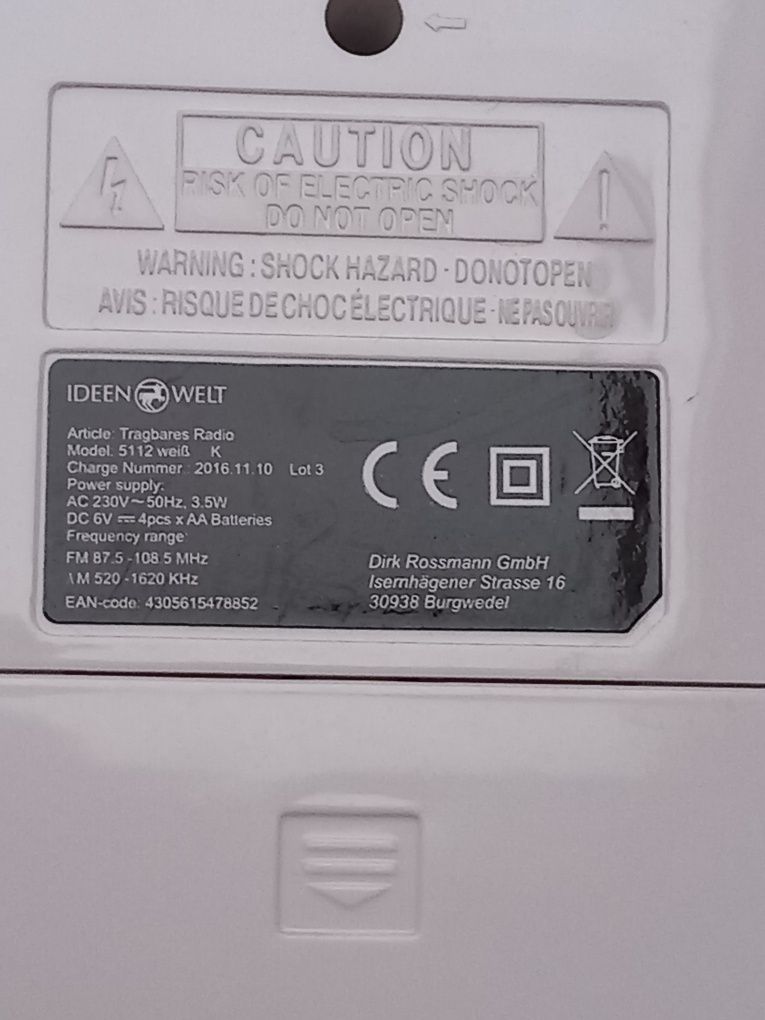 CAUTION
RISK OF ELECTRIC SHOCK
DO NOT OPEN
WARNING : SHOCK HAZARD - DO NOT OPEN
AVIS : RISQUE DE CHOC ÉLECTRIQUE - NE PAS OUVRIR
IDEEN WELT
Article: Tragbares Radio
Model: 5112 weiß K
Charge Nummer: 2016.11.10 Lot 3
Power supply:
AC 230V~50Hz, 3.5W
DC 6V ⎓ 4pcs x AA Batteries
Frequency range:
FM 87.5 -108.5 MHz
AM 520 -1620 KHz
EAN-code: 4305615478852
CE
Dirk Rossmann GmbH
Isernhägener Strasse 16
30938 Burgwedel